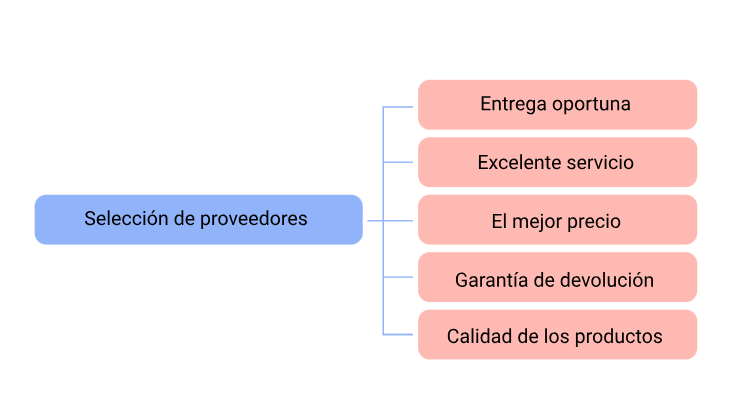 Entrega oportuna
Excelente servicio
Selección de proveedores
El mejor precio
Garantía de devolución
Calidad de los productos